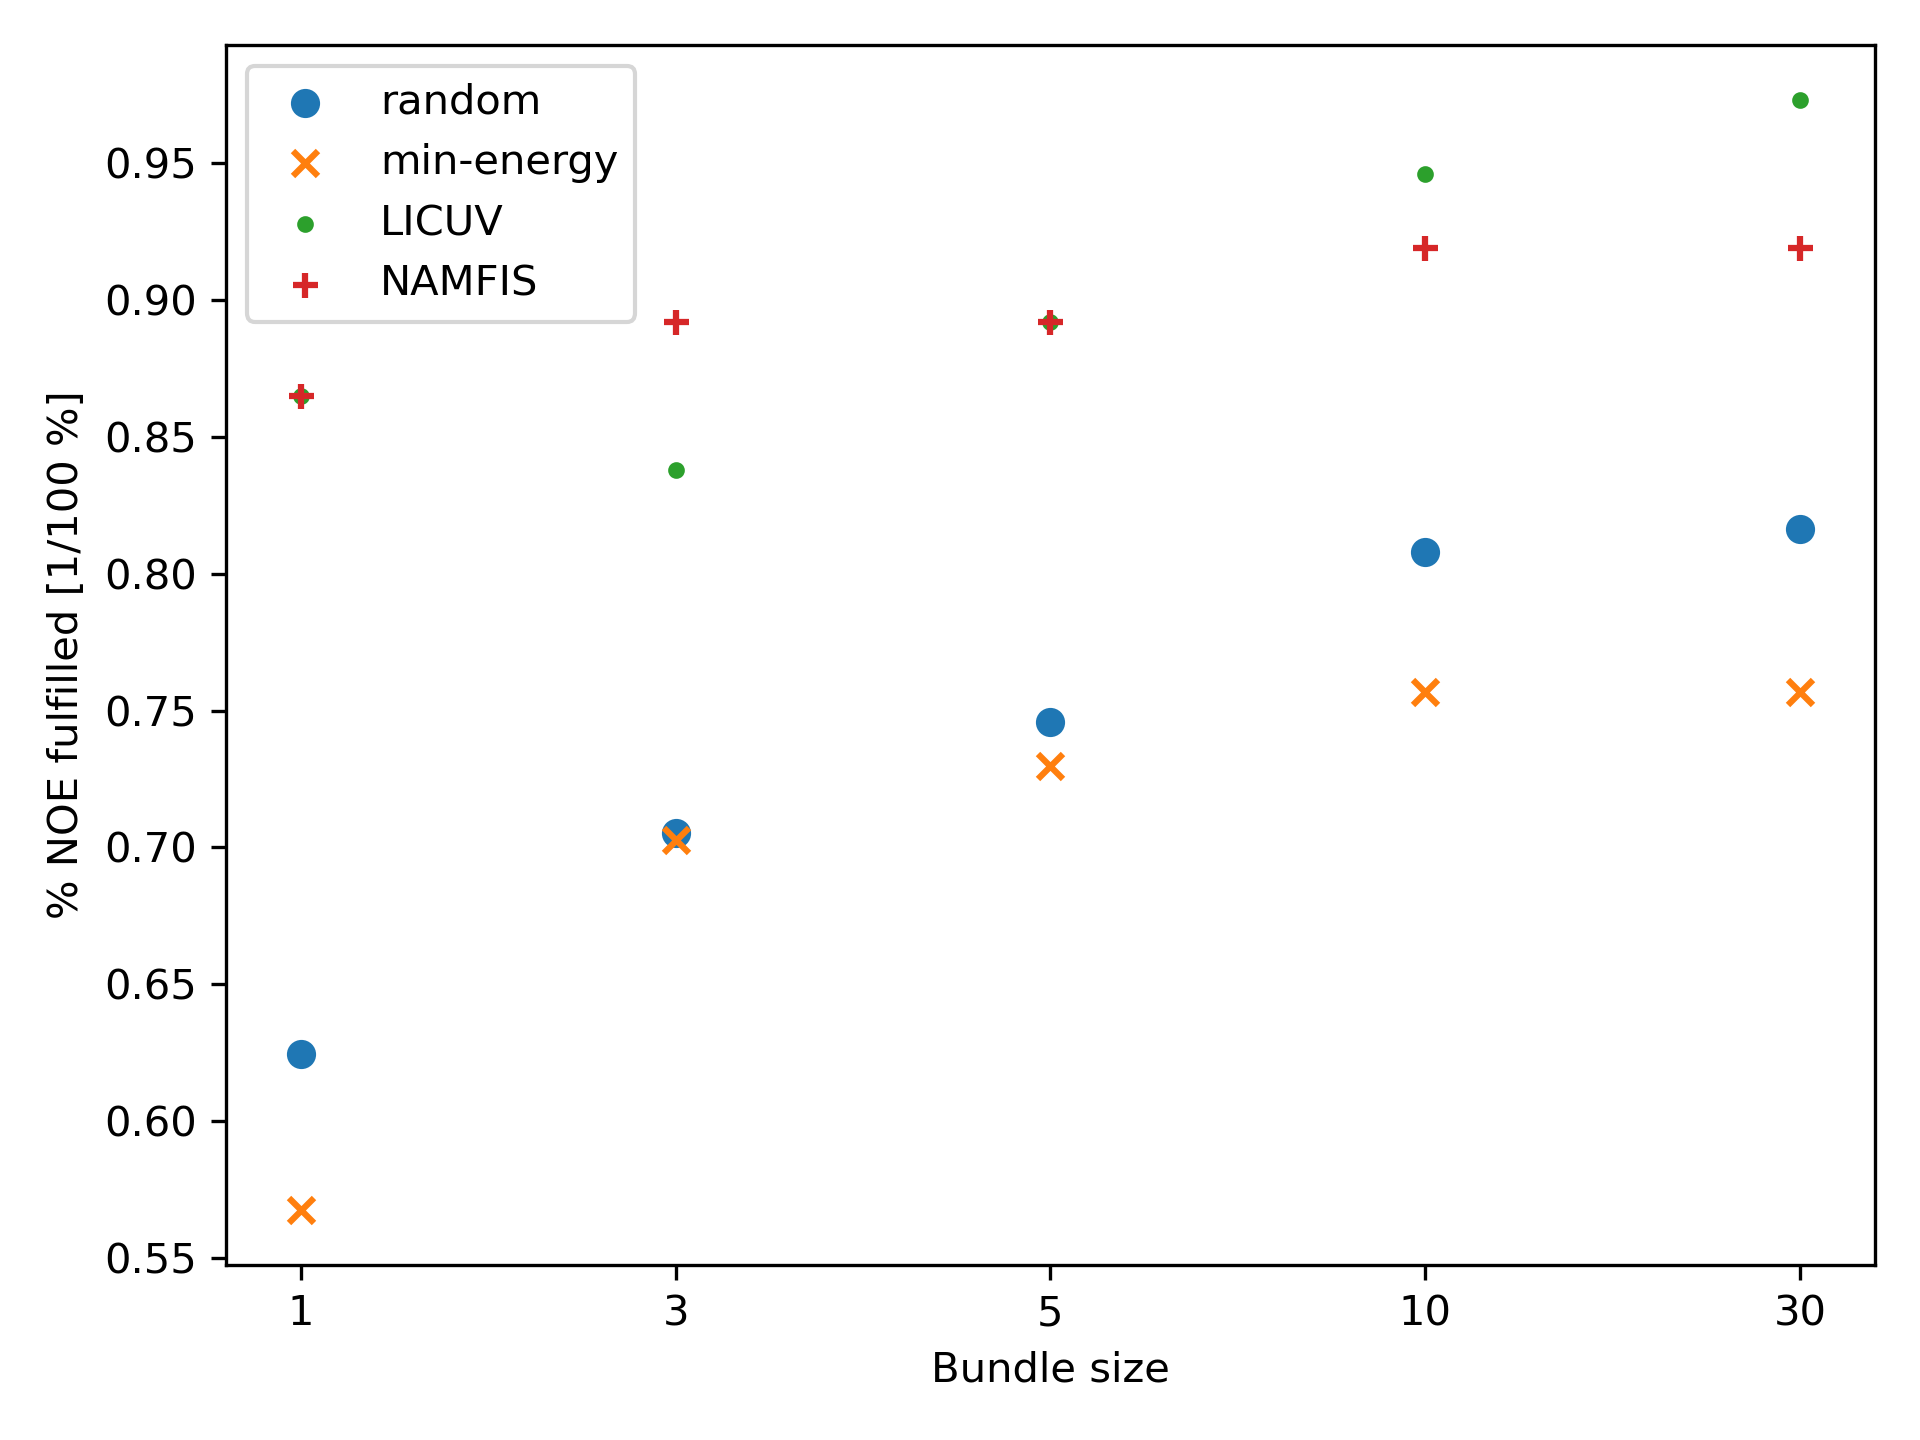 random
min-energy
LICUV
NAMFIS
0.95
0.90
0.85
0.80
0.75
0.70
0.65
0.60
0.55
% NOE fulfilled [1/100 %]
1 3 5 10 30
Bundle size